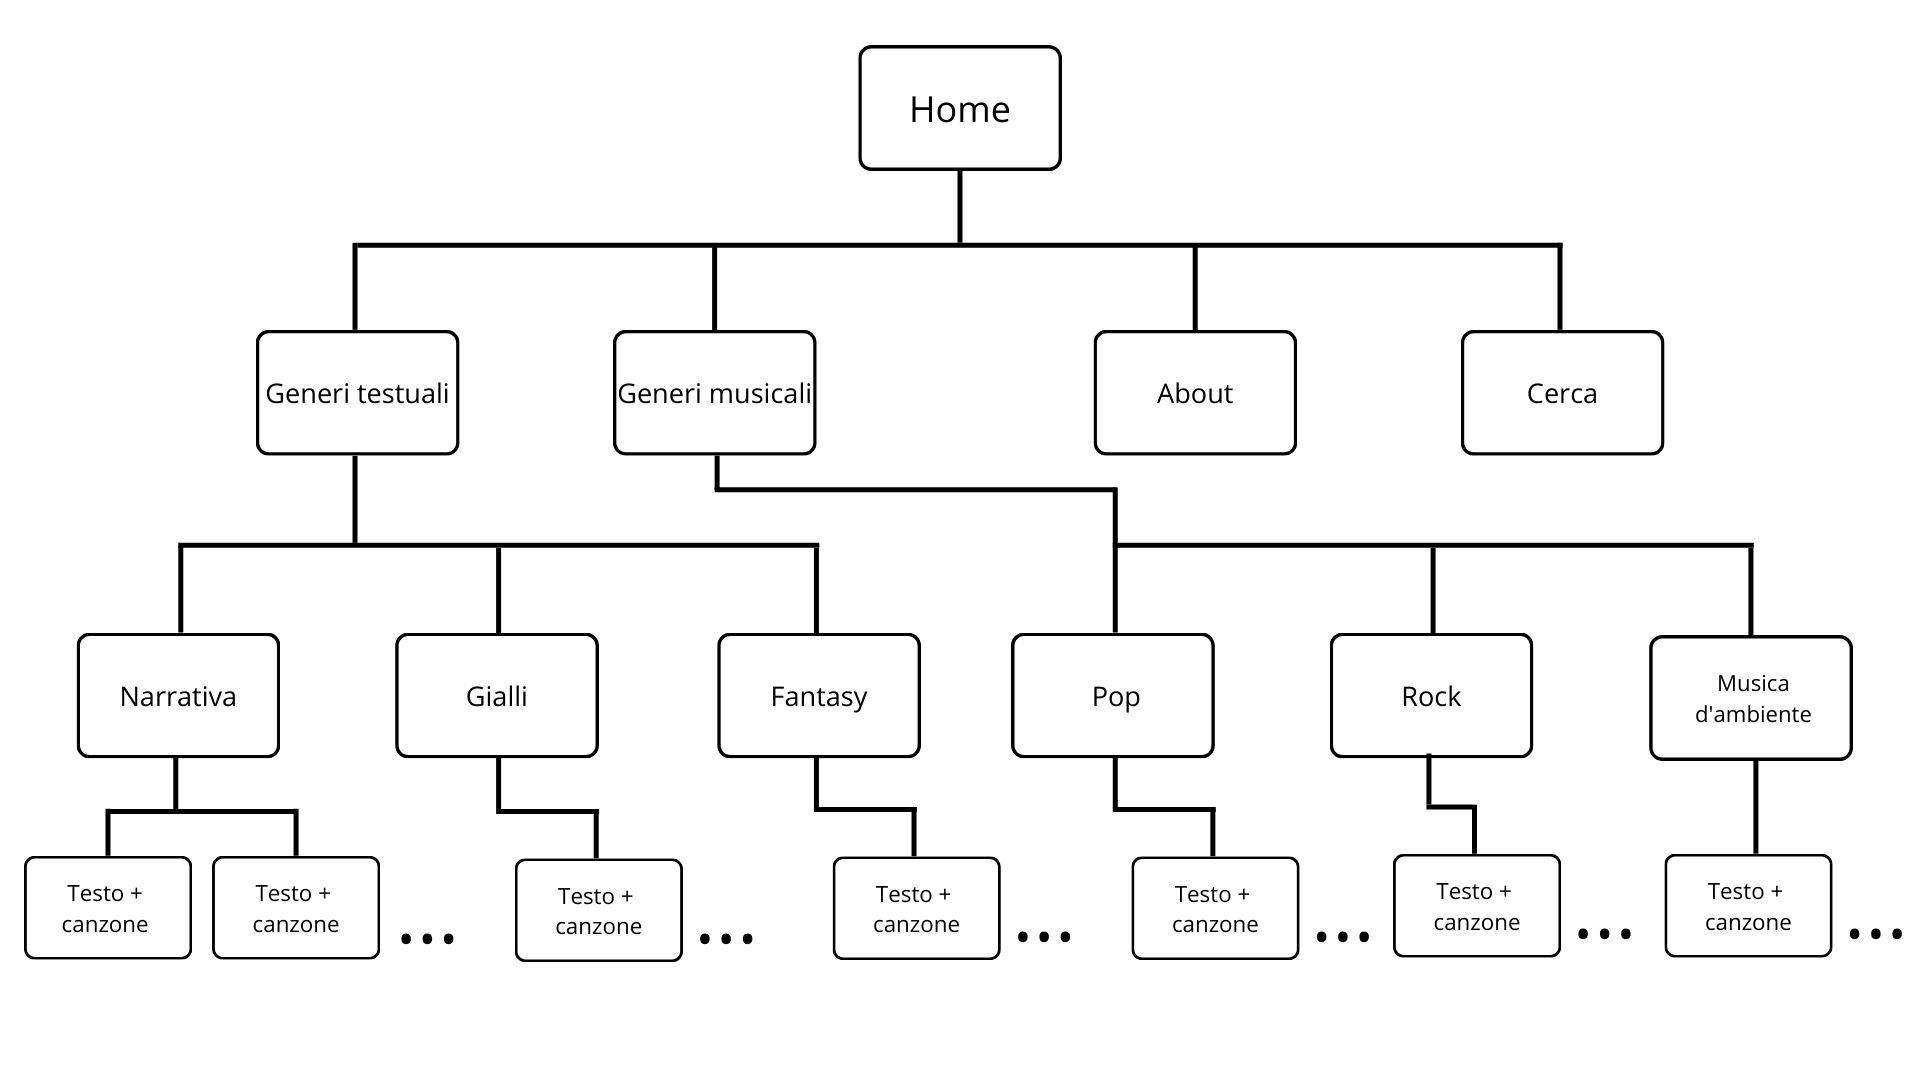 Home
Generi testuali
Generi musicali
About
Cerca
Narrativa
Gialli
Fantasy
Pop
Rock
Musica
d'ambiente
Testo +
canzone
Testo +
canzone
...
Testo +
canzone
...
Testo +
canzone
...
Testo +
canzone
...
Testo +
canzone
...
Testo +
canzone
...